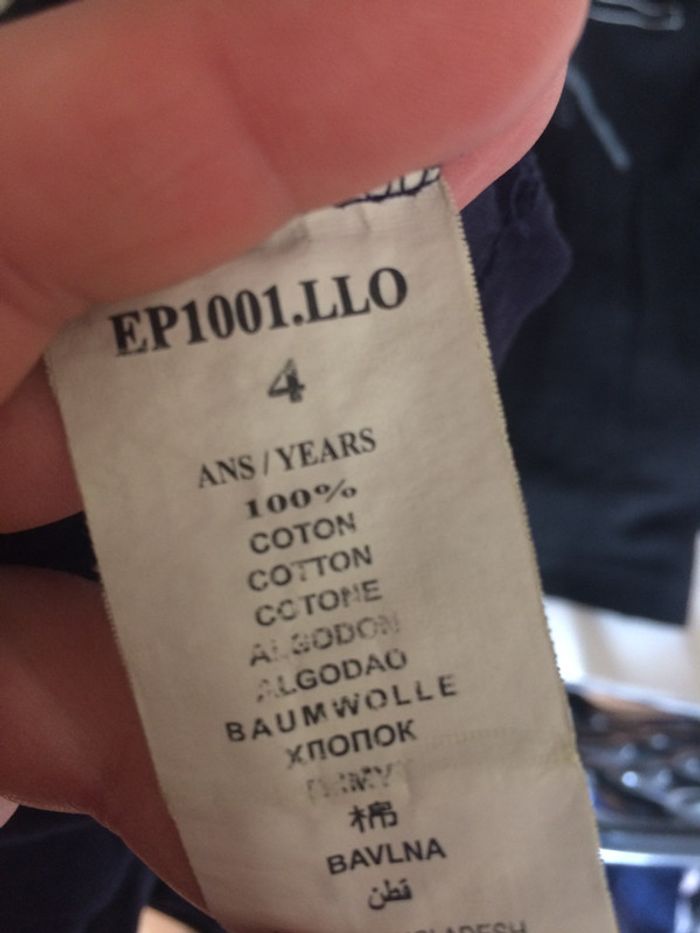 EP1001.LLO
4
ANS / YEARS
100%
COTON
COTTON
COTONE
ALGODON
ALGODAO
BAUMWOLLE
ХЛОПОК
棉
BAVLNA
قطن